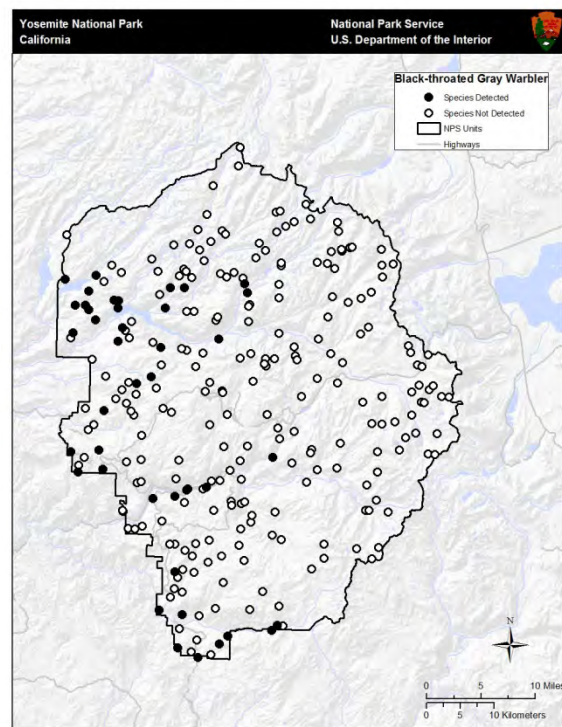 Yosemite National Park
California
National Park Service
U.S. Department of the Interior
Black-throated Gray Warbler
Species Detected
Species Not Detected
NPS Units
Highways
N
0 5 10 Miles
0 5 10 Kilometers